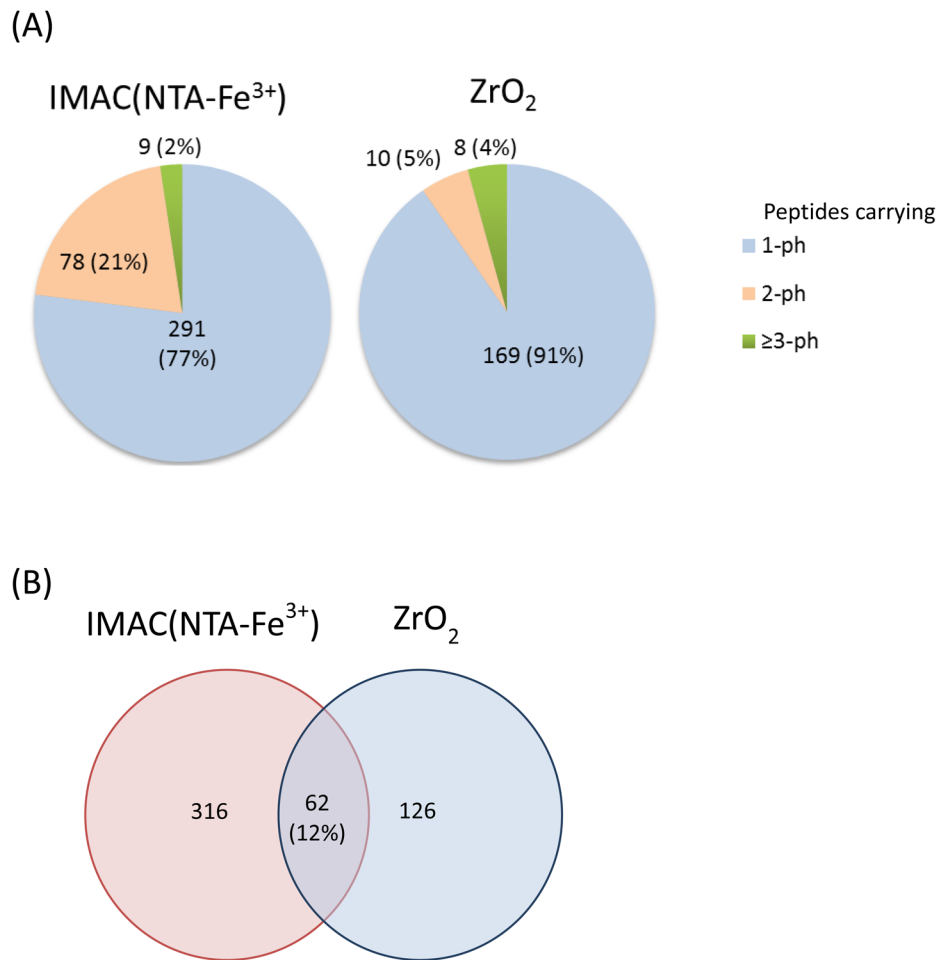 (A)
IMAC(NTA-Fe³⁺)
ZrO₂
9 (2%)
78 (21%)
291
(77%)
10 (5%)
8 (4%)
169 (91%)
Peptides carrying
1-ph
2-ph
≥3-ph
(B)
IMAC(NTA-Fe³⁺)
ZrO₂
316
62
(12%)
126